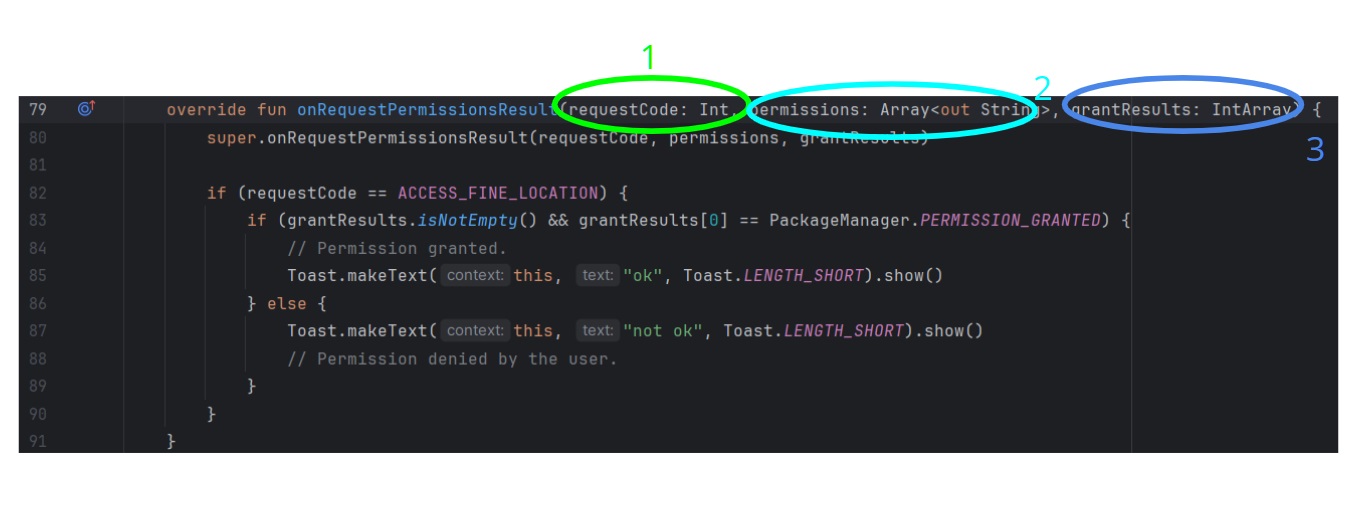 1
2
79 override fun onRequestPermissionsResult(requestCode: Int, permissions: Array<out String>, grantResults: IntArray) {
3
80 super.onRequestPermissionsResult(requestCode, permissions, grantResults)
81
82 if (requestCode == ACCESS_FINE_LOCATION) {
83 if (grantResults.isNotEmpty() && grantResults[0] == PackageManager.PERMISSION_GRANTED) {
84 // Permission granted.
85 Toast.makeText( context: this, text: "ok", Toast.LENGTH_SHORT).show()
86 } else {
87 Toast.makeText( context: this, text: "not ok", Toast.LENGTH_SHORT).show()
88 // Permission denied by the user.
89 }
90 }
91 }